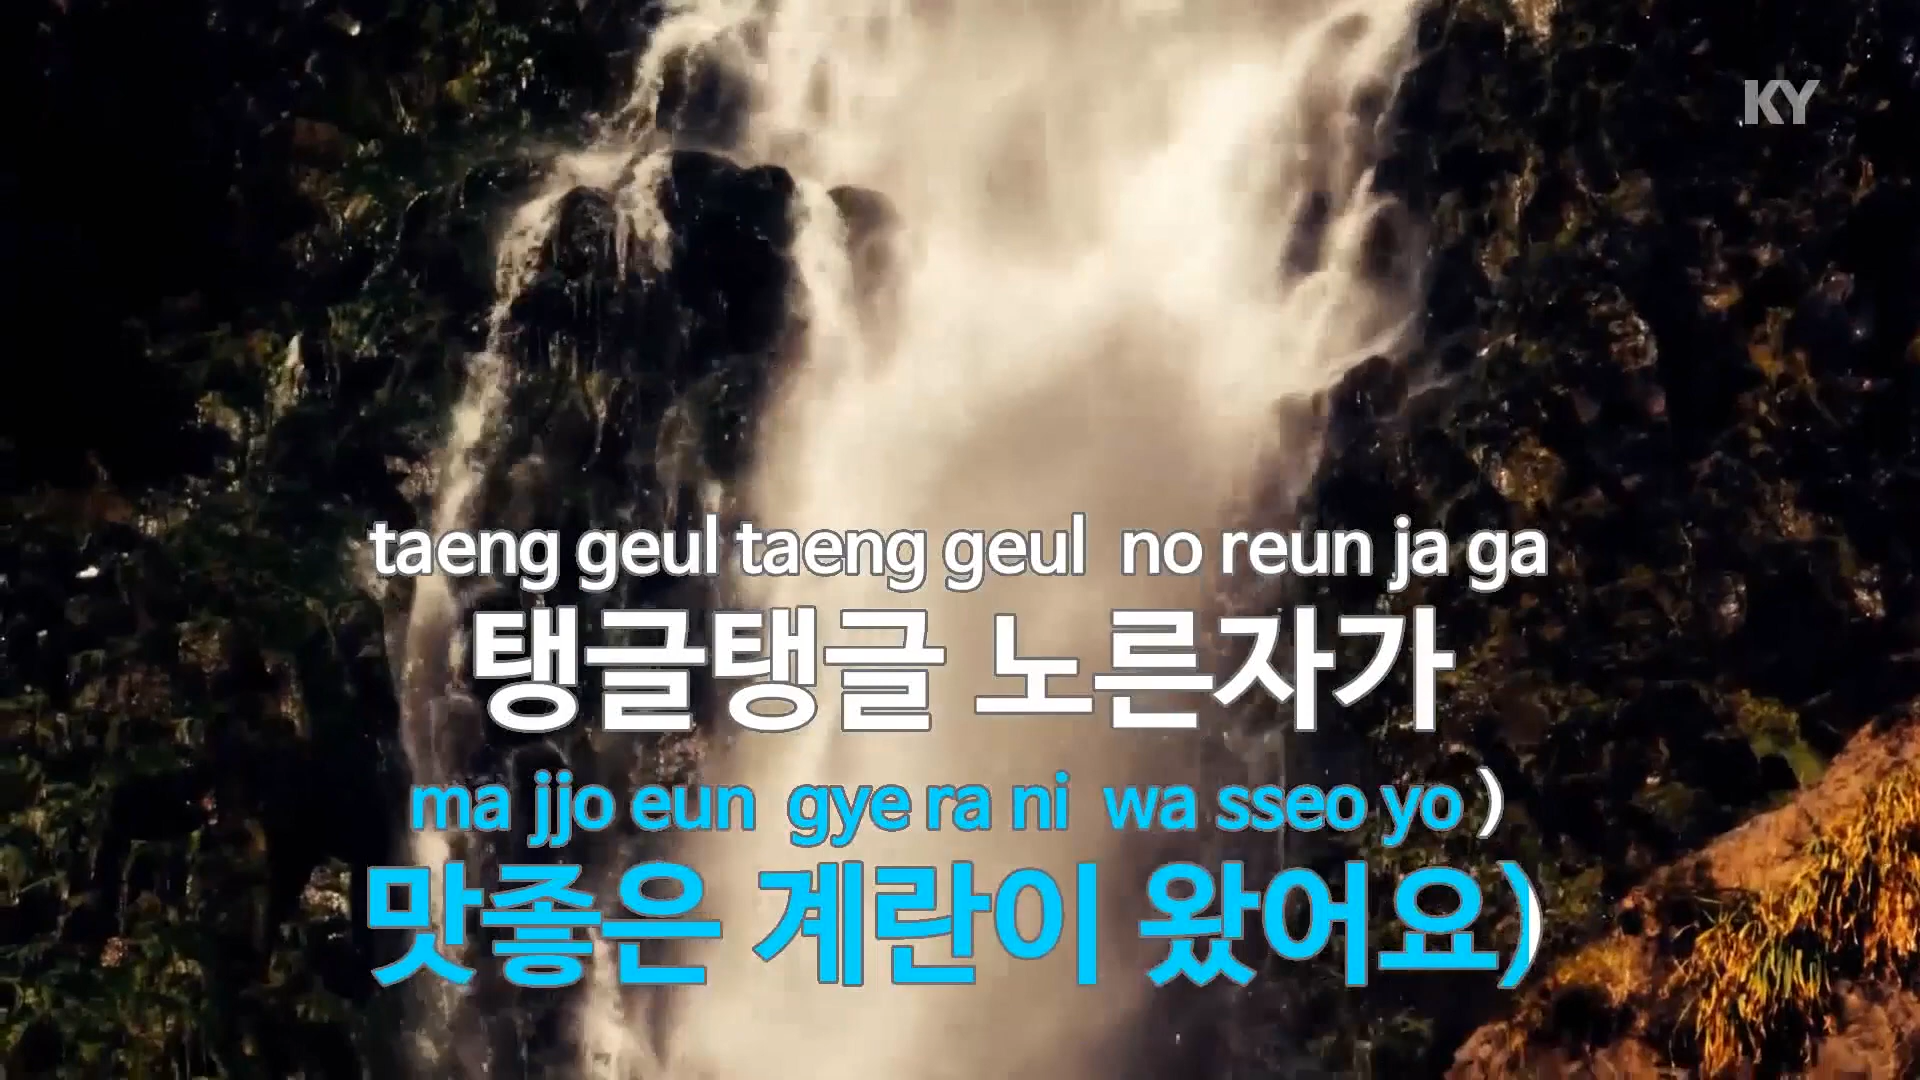 KY
taeng geul taeng geul no reun ja ga
탱글탱글 노른자가
ma jjo eun gye ra ni wa sseo yo )
맛좋은 계란이 왔어요)